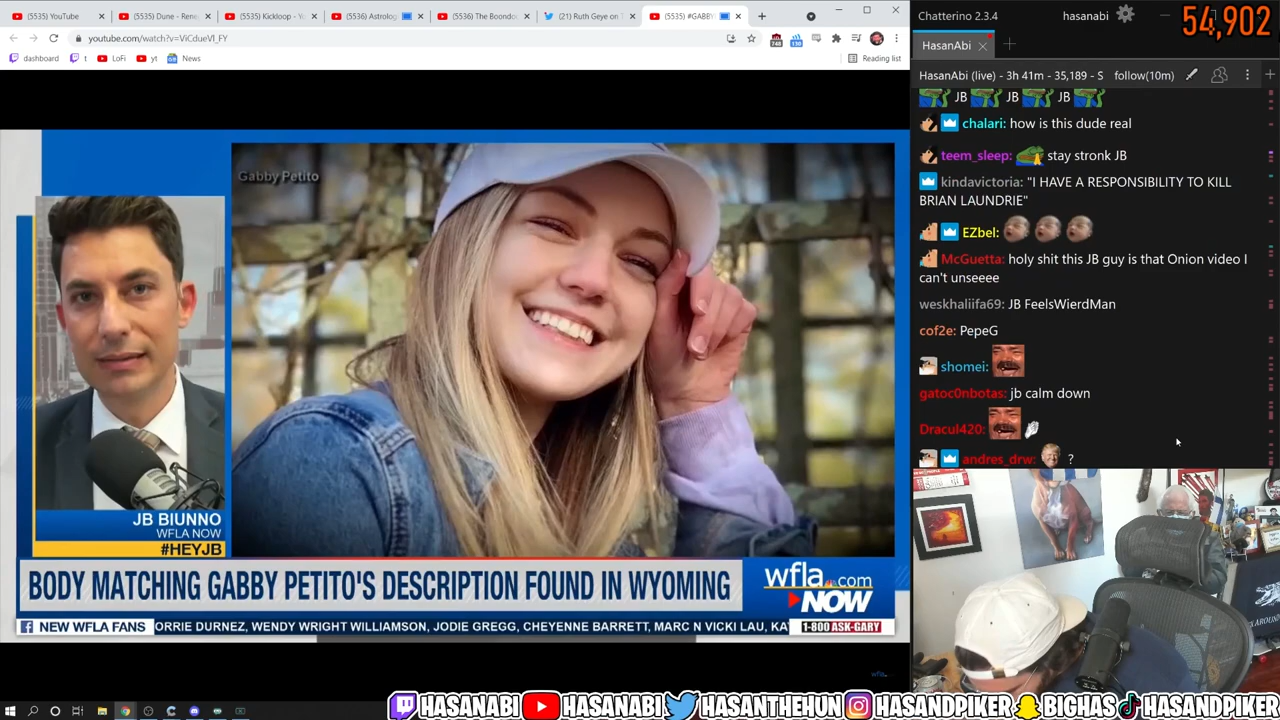 (5535) YouTube
(5535) Dune - Rene
(5535) Kickloop - Y
(5536) Astrolog
(5536) The Boondo
(21) Ruth Geye on T
(5535) #GABBY
youtube.com/watch?v=ViCdueVI_FY
748
130
dashboard
t
LoFi
yt
News
Reading list
Gabby Petito
JB BIUNNO
WFLA NOW
#HEYJB
BODY MATCHING GABBY PETITO'S DESCRIPTION FOUND IN WYOMING
wfla.com
NOW
NEW WFLA FANS
ORRIE DURNEZ, WENDY WRIGHT WILLIAMSON, JODIE GREGG, CHEYENNE BARRETT, MARC N VICKI LAU, KA
1-800 ASK-GARY
wfla
Chatterino 2.3.4
hasanabi
54,902
HasanAbi
HasanAbi (live) - 3h 41m - 35,189 - S
follow(10m)
JB JB JB
chalari: how is this dude real
teem_sleep: stay stronk JB
kindavictoria: "I HAVE A RESPONSIBILITY TO KILL
BRIAN LAUNDRIE"
EZbel:
McGuetta: holy shit this JB guy is that Onion video I
can't unseeee
weskhaliifa69: JB FeelsWierdMan
cof2e: PepeG
shomei:
gatoc0nbotas: jb calm down
Dracul420:
andres_drw: ?
HASANABI HASANABI HASANTHEHUN HASANDPIKER BIGHAS HASANDPIKER